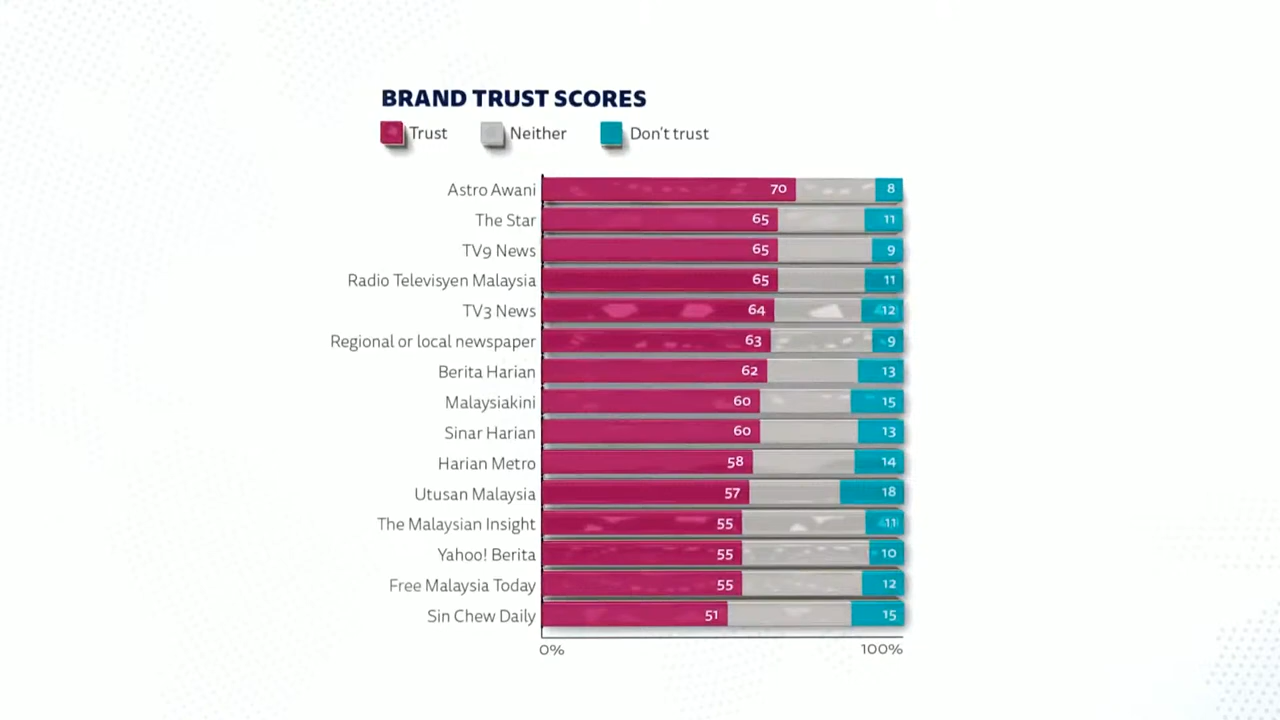 BRAND TRUST SCORES
Trust Neither Don't trust
Astro Awani 70 8
The Star 65 11
TV9 News 65 9
Radio Televisyen Malaysia 65 11
TV3 News 64 12
Regional or local newspaper 63 9
Berita Harian 62 13
Malaysiakini 60 15
Sinar Harian 60 13
Harian Metro 58 14
Utusan Malaysia 57 18
The Malaysian Insight 55 11
Yahoo! Berita 55 10
Free Malaysia Today 55 12
Sin Chew Daily 51 15
0% 100%